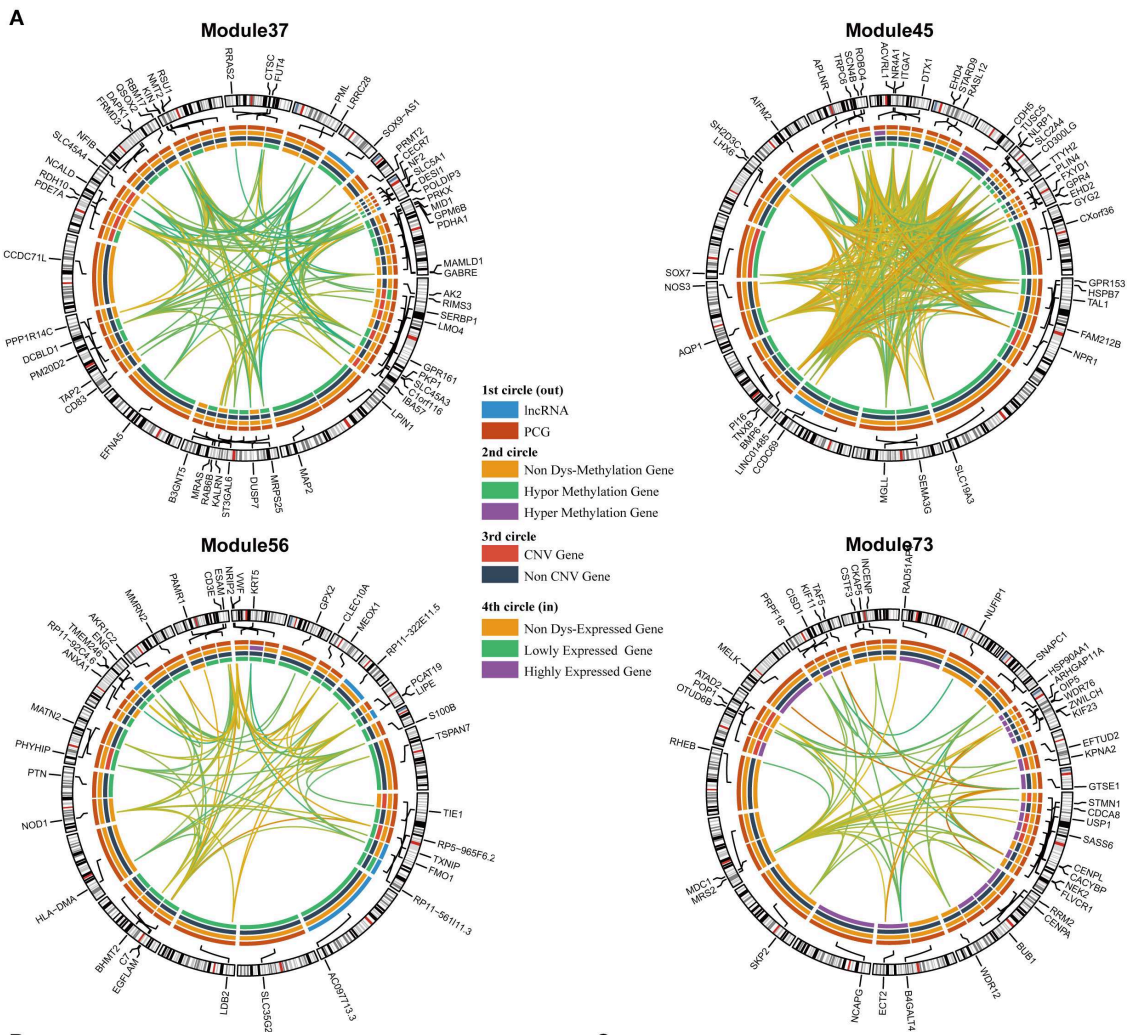 A
Module37
RRAS2
CTSC
FUT4
PML
LRRC28
SOX9-AS1
PRMT2
CECR7
NF2
SLC5A1
DESI1
POLDIP3
PRKX
MID1
GPM6B
PDHA1
MAMLD1
GABRE
AK2
RIMS3
SERBP1
LMO4
GPR161
PKP1
SLC45A3
C1orf116
IBA57
LPIN1
MAP2
MRPS25
DUSP7
ST3GAL6
KALRN
RAB6B
MRAS
B3GNT5
EFNA5
CD83
TAP2
PM20D2
DCBLD1
PPP1R14C
CCDC71L
PDE7A
RDH10
NCALD
SLC45A4
NFIB
FRMD3
DAPK1
QSOX2
RBM17
KIN
NMT2
RSU1
Module45
ACVRL1
NR4A1
ITGA7
DTX1
EHD4
STARD9
RASL12
CDH5
TUSC5
NLRP1
SLC2A4
CD300LG
TTYH2
PLIN4
FXYD1
GPR4
EHD2
GYG2
CXorf36
GPR153
HSPB7
TAL1
FAM212B
NPR1
SLC19A3
SEMA3G
MGLL
CCDC69
LINC01485
BMP6
TNXB
PI16
AQP1
NOS3
SOX7
LHX6
SH2D3C
AIFM2
APLNR
TRPC6
SCN4B
ROBO4
1st circle (out)
lncRNA
PCG
2nd circle
Non Dys-Methylation Gene
Hypor Methylation Gene
Hyper Methylation Gene
3rd circle
CNV Gene
Non CNV Gene
4th circle (in)
Non Dys-Expressed Gene
Lowly Expressed Gene
Highly Expressed Gene
Module56
VWF
KRT5
GPX2
CLEC10A
MEOX1
RP11-322E11.5
PCAT19
LIPE
S100B
TSPAN7
TIE1
RP5-965F6.2
TXNIP
FMO1
RP11-561I11.3
AC097713.3
SLC35G2
LDB2
EGFLAM
C7
BHMT2
HLA-DMA
NOD1
PTN
PHYHIP
MATN2
ANXA1
RP11-92C4.6
TMEM246
ENG
AKR1C2
MMRN2
PAMR1
CD3E
ESAM
NRIP2
Module73
NUFIP1
SNAPC1
HSP90AA1
ARHGAP11A
OIP5
WDR76
ZWILCH
KIF23
EFTUD2
KPNA2
GTSE1
STMN1
CDCA8
USP1
SASS6
CENPL
CACYBP
NEK2
FLVCR1
RRM2
CENPA
BUB1
WDR12
B4GALT4
ECT2
NCAPG
SKP2
MRS2
MDC1
RHEB
OTUD6B
POP1
ATAD2
MELK
PRPF18
CISD1
KIF11
TAF5
CSTF3
CKAP5
INCENP